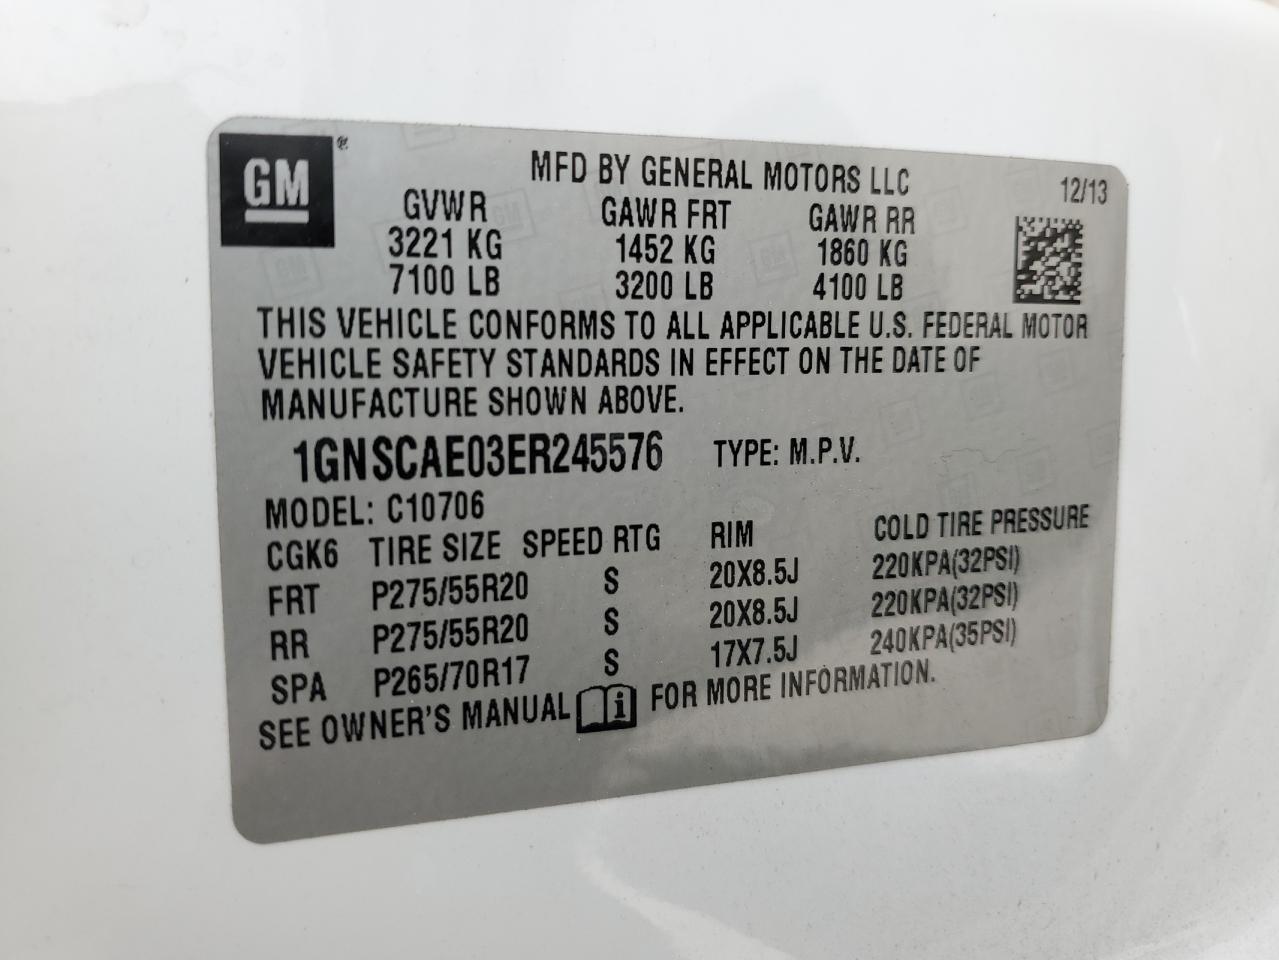 GM®
MFD BY GENERAL MOTORS LLC
12/13
GVWR GAWR FRT GAWR RR
3221 KG 1452 KG 1860 KG
7100 LB 3200 LB 4100 LB
THIS VEHICLE CONFORMS TO ALL APPLICABLE U.S. FEDERAL MOTOR
VEHICLE SAFETY STANDARDS IN EFFECT ON THE DATE OF
MANUFACTURE SHOWN ABOVE.
1GNSCAE03ER245576 TYPE: M.P.V.
MODEL: C10706
CGK6 TIRE SIZE SPEED RTG RIM COLD TIRE PRESSURE
FRT P275/55R20 S 20X8.5J 220KPA(32PSI)
RR P275/55R20 S 20X8.5J 220KPA(32PSI)
SPA P265/70R17 S 17X7.5J 240KPA(35PSI)
SEE OWNER'S MANUAL i FOR MORE INFORMATION.